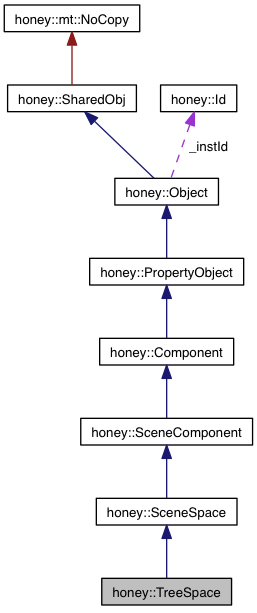 honey::mt::NoCopy
honey::SharedObj
honey::Id
_instId
honey::Object
honey::PropertyObject
honey::Component
honey::SceneComponent
honey::SceneSpace
honey::TreeSpace